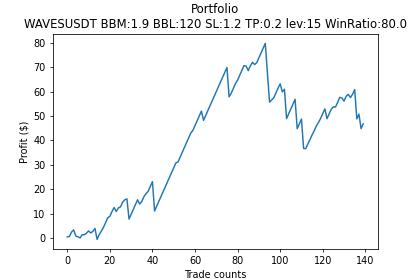 Portfolio
WAVESUSDT BBM:1.9 BBL:120 SL:1.2 TP:0.2 lev:15 WinRatio:80.0
80
70
60
50
40
30
20
10
0
Profit ($)
0 20 40 60 80 100 120 140
Trade counts